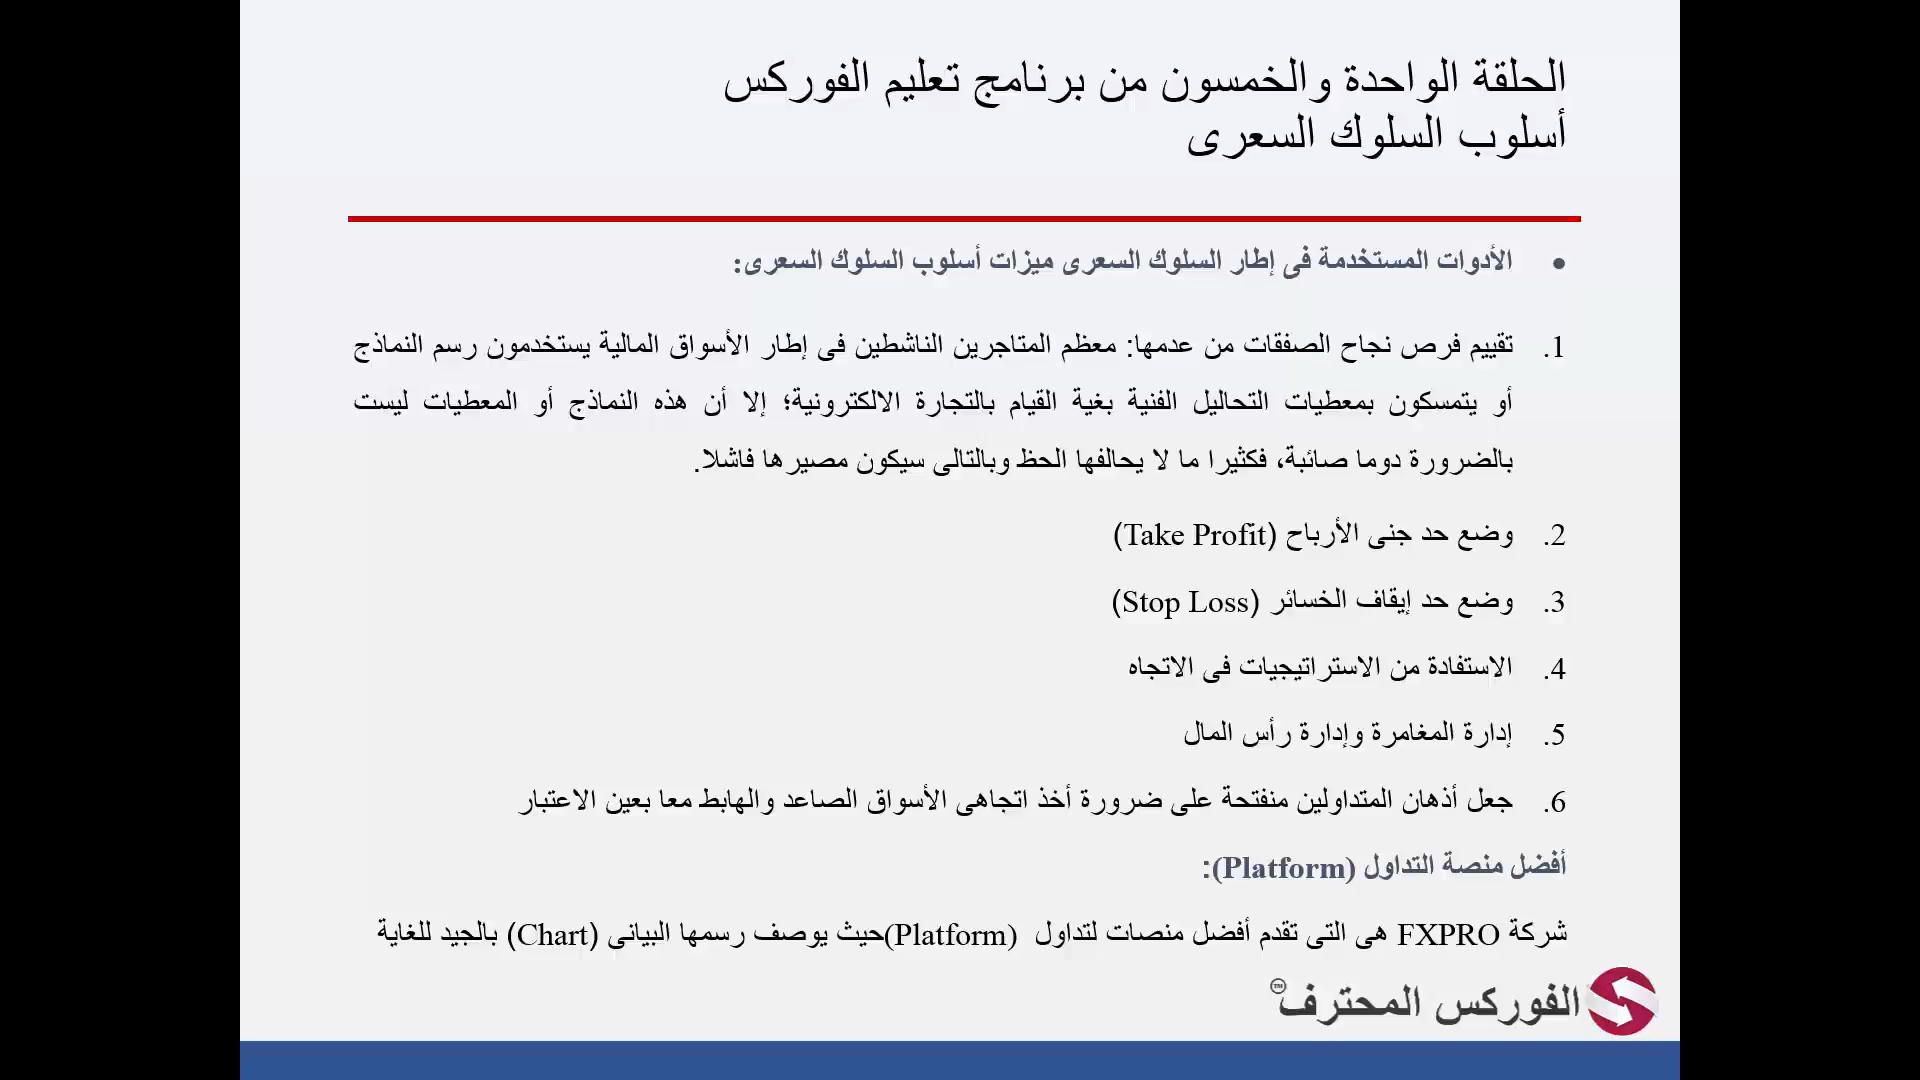 الحلقة الواحدة والخمسون من برنامج تعليم الفوركس
أسلوب السلوك السعرى
• الأدوات المستخدمة فى إطار السلوك السعرى ميزات أسلوب السلوك السعرى:
1. تقييم فرص نجاح الصفقات من عدمها: معظم المتاجرين الناشطين فى إطار الأسواق المالية يستخدمون رسم النماذج
أو يتمسكون بمعطيات التحاليل الفنية بغية القيام بالتجارة الالكترونية؛ إلا أن هذه النماذج أو المعطيات ليست
بالضرورة دوما صائبة، فكثيرا ما لا يحالفها الحظ وبالتالى سيكون مصيرها فاشلا.
2. وضع حد جنى الأرباح (Take Profit)
3. وضع حد إيقاف الخسائر (Stop Loss)
4. الاستفادة من الاستراتيجيات فى الاتجاه
5. إدارة المغامرة وإدارة رأس المال
6. جعل أذهان المتداولين منفتحة على ضرورة أخذ اتجاهى الأسواق الصاعد والهابط معا بعين الاعتبار
أفضل منصة التداول (Platform):
شركة FXPRO هى التى تقدم أفضل منصات لتداول (Platform)حيث يوصف رسمها البيانى (Chart) بالجيد للغاية
الفوركس المحترف™